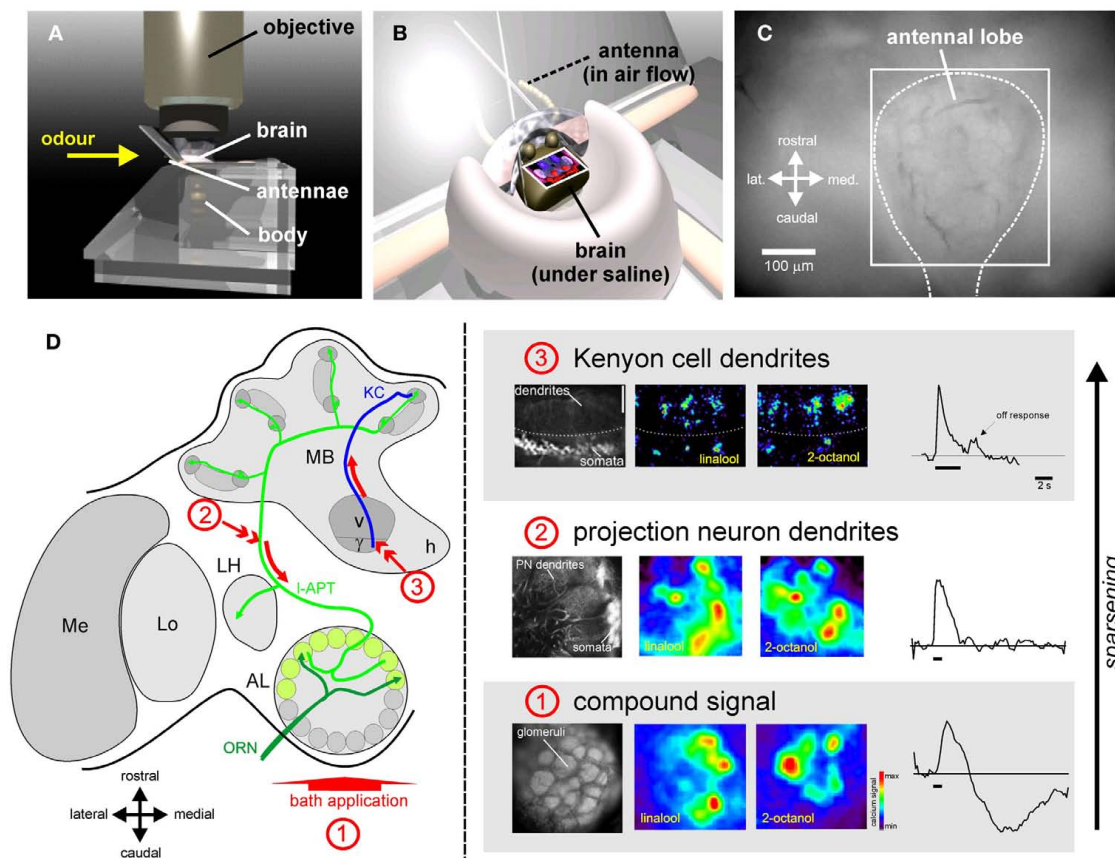 A
objective
odour
brain
antennae
body
B
antenna
(in air flow)
brain
(under saline)
C
antennal lobe
rostral
lat.
med.
caudal
100 μm
D
KC
MB
2
v
γ
h
3
LH
l-APT
Me
Lo
AL
ORN
rostral
lateral
medial
caudal
bath application
1
3 Kenyon cell dendrites
dendrites
somata
linalool
2-octanol
off response
2 s
2 projection neuron dendrites
PN dendrites
somata
linalool
2-octanol
1 compound signal
glomeruli
linalool
2-octanol
max
calcium signal
min
sparsening